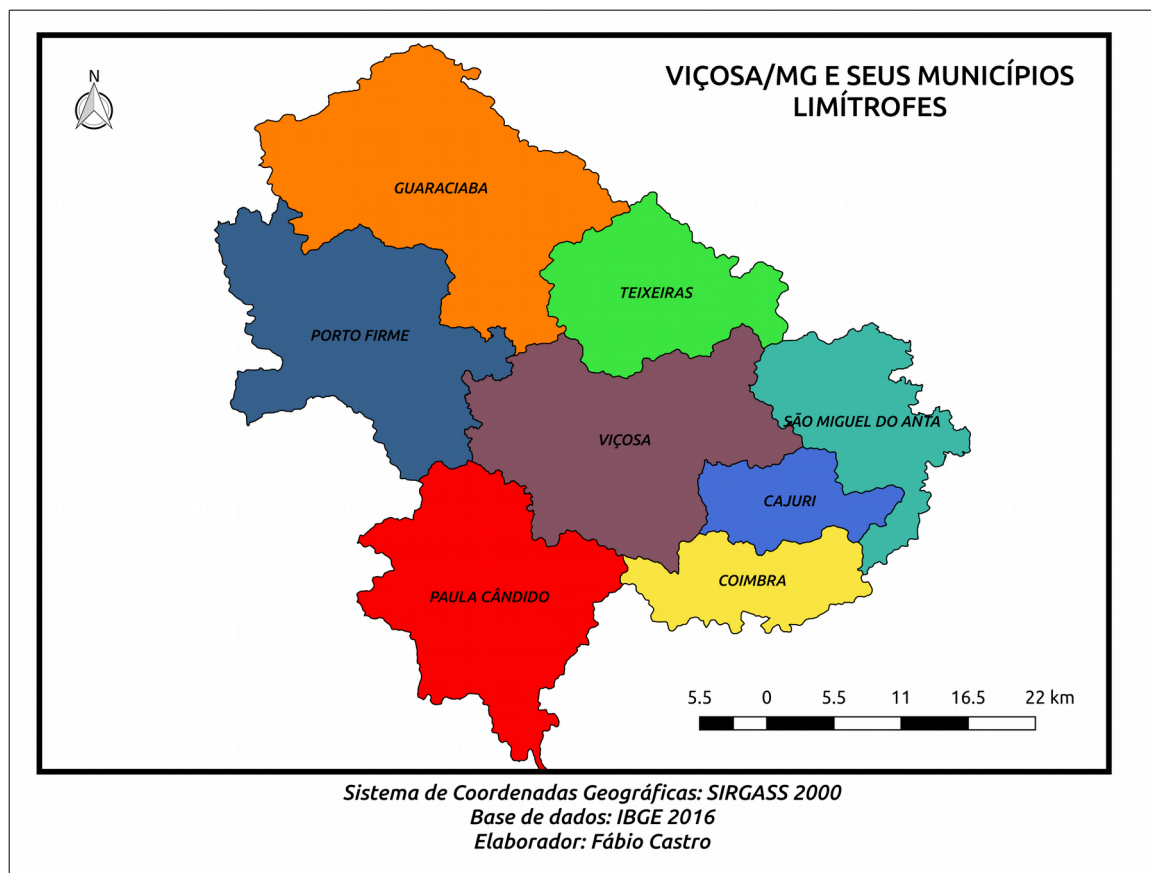 N
VIÇOSA/MG E SEUS MUNICÍPIOS
LIMÍTROFES
GUARACIABA
TEIXEIRAS
PORTO FIRME
SÃO MIGUEL DO ANTA
VIÇOSA
CAJURI
COIMBRA
PAULA CÂNDIDO
5.5 0 5.5 11 16.5 22 km
Sistema de Coordenadas Geográficas: SIRGASS 2000
Base de dados: IBGE 2016
Elaborador: Fábio Castro